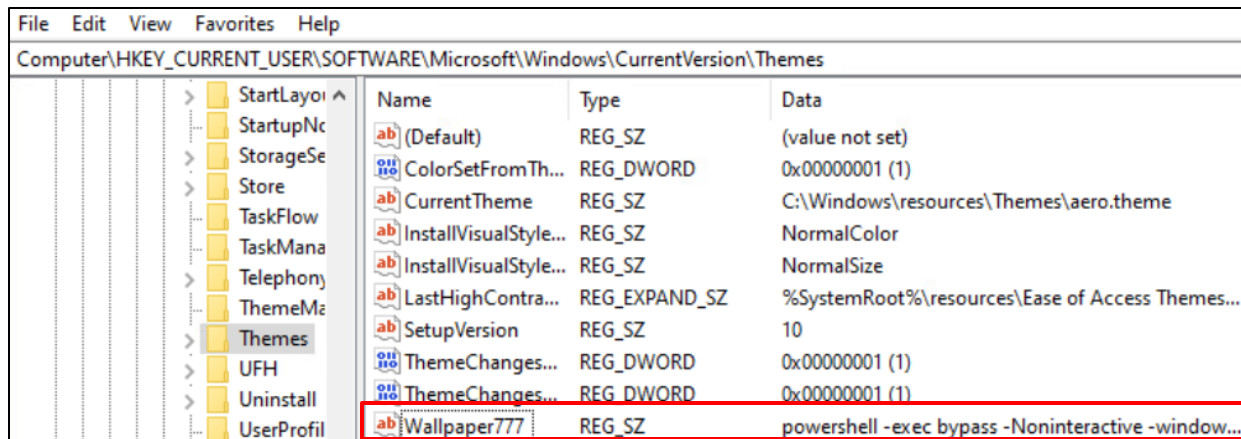 File Edit View Favorites Help
Computer\HKEY_CURRENT_USER\SOFTWARE\Microsoft\Windows\CurrentVersion\Themes
StartLayou
StartupNo
StorageSe
Store
TaskFlow
TaskMana
Telephony
ThemeMa
Themes
UFH
Uninstall
UserProfil
Name Type Data
(Default) REG_SZ (value not set)
ColorSetFromTh... REG_DWORD 0x00000001 (1)
CurrentTheme REG_SZ C:\Windows\resources\Themes\aero.theme
InstallVisualStyle... REG_SZ NormalColor
InstallVisualStyle... REG_SZ NormalSize
LastHighContra... REG_EXPAND_SZ %SystemRoot%\resources\Ease of Access Themes...
SetupVersion REG_SZ 10
ThemeChanges... REG_DWORD 0x00000001 (1)
ThemeChanges... REG_DWORD 0x00000001 (1)
Wallpaper777 REG_SZ powershell -exec bypass -Noninteractive -window...